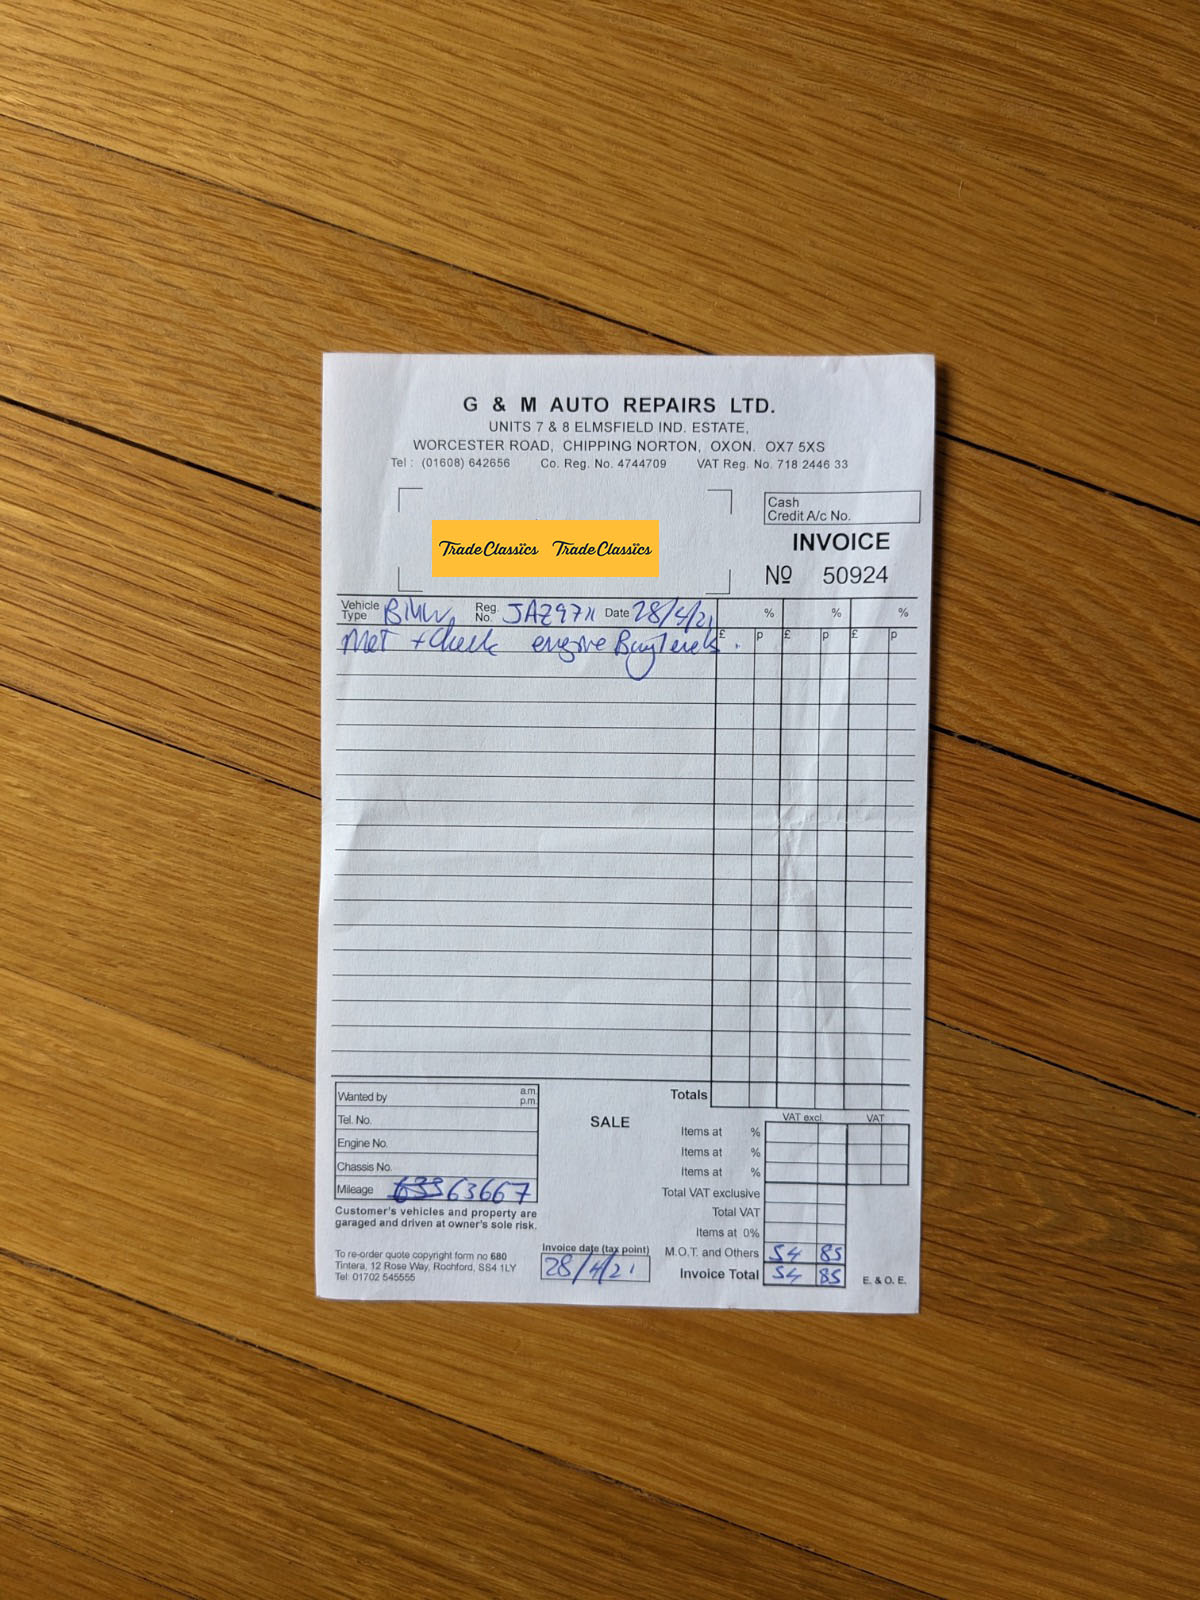 G & M AUTO REPAIRS LTD.
UNITS 7 & 8 ELMSFIELD IND. ESTATE,
WORCESTER ROAD, CHIPPING NORTON, OXON. OX7 5XS
Tel : (01608) 642656 Co. Reg. No. 4744709 VAT Reg. No. 718 2446 33
Cash
Credit A/c No.
TradeClassics TradeClassics
INVOICE
Nº 50924
Vehicle Type BMW Reg. No. JAZ9711 Date 28/4/21 % % %
£ p £ p £ p
Mot + check engine Bay levels.
Totals
Wanted by a.m. p.m.
Tel. No.
Engine No.
Chassis No.
Mileage 63667
Customer's vehicles and property are
garaged and driven at owner's sole risk.
To re-order quote copyright form no 680
Tintera, 12 Rose Way, Rochford, SS4 1LY
Tel: 01702 545555
SALE
Invoice date (tax point)
28/4/21
VAT excl. VAT
Items at %
Items at %
Items at %
Total VAT exclusive
Total VAT
Items at 0%
M.O.T. and Others 54 85
Invoice Total 54 85
E. & O. E.